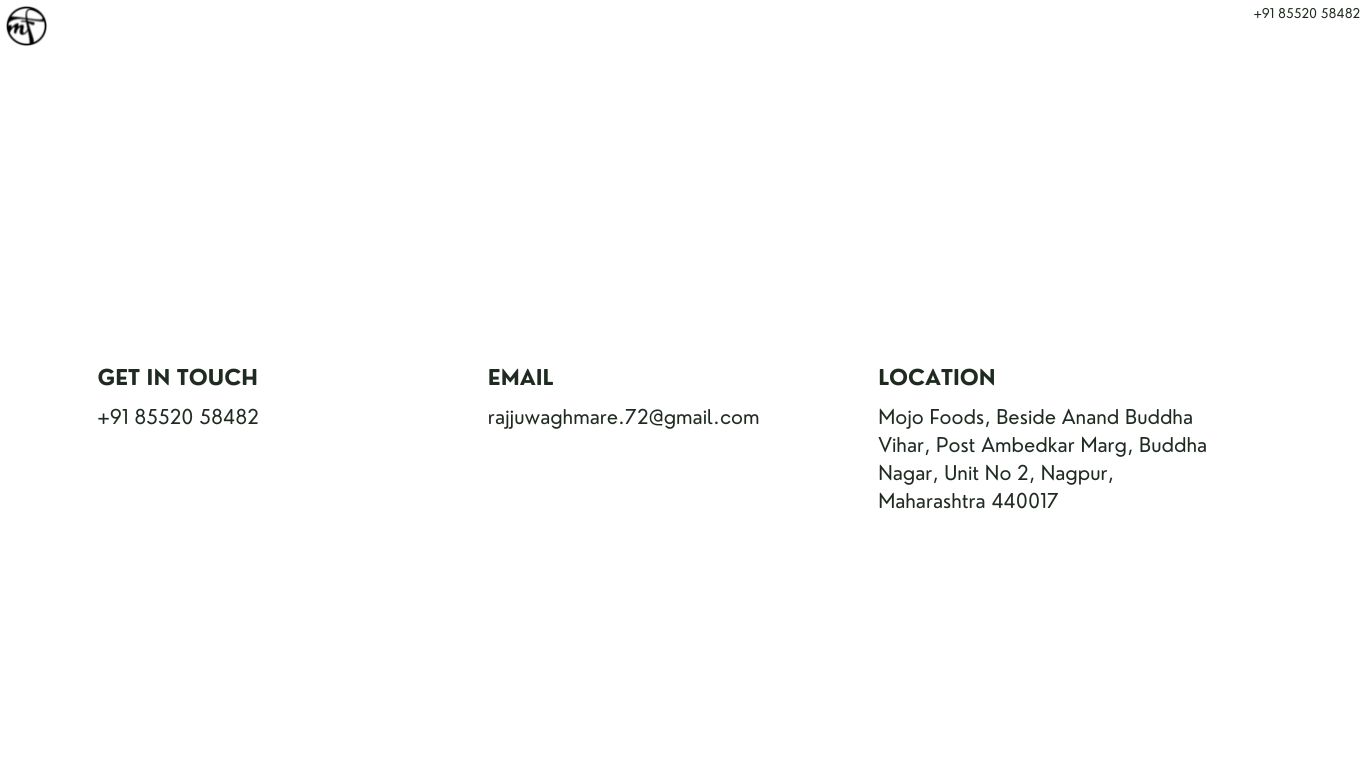 mf
+91 85520 58482
GET IN TOUCH
+91 85520 58482
EMAIL
rajjuwaghmare.72@gmail.com
LOCATION
Mojo Foods, Beside Anand Buddha
Vihar, Post Ambedkar Marg, Buddha
Nagar, Unit No 2, Nagpur,
Maharashtra 440017